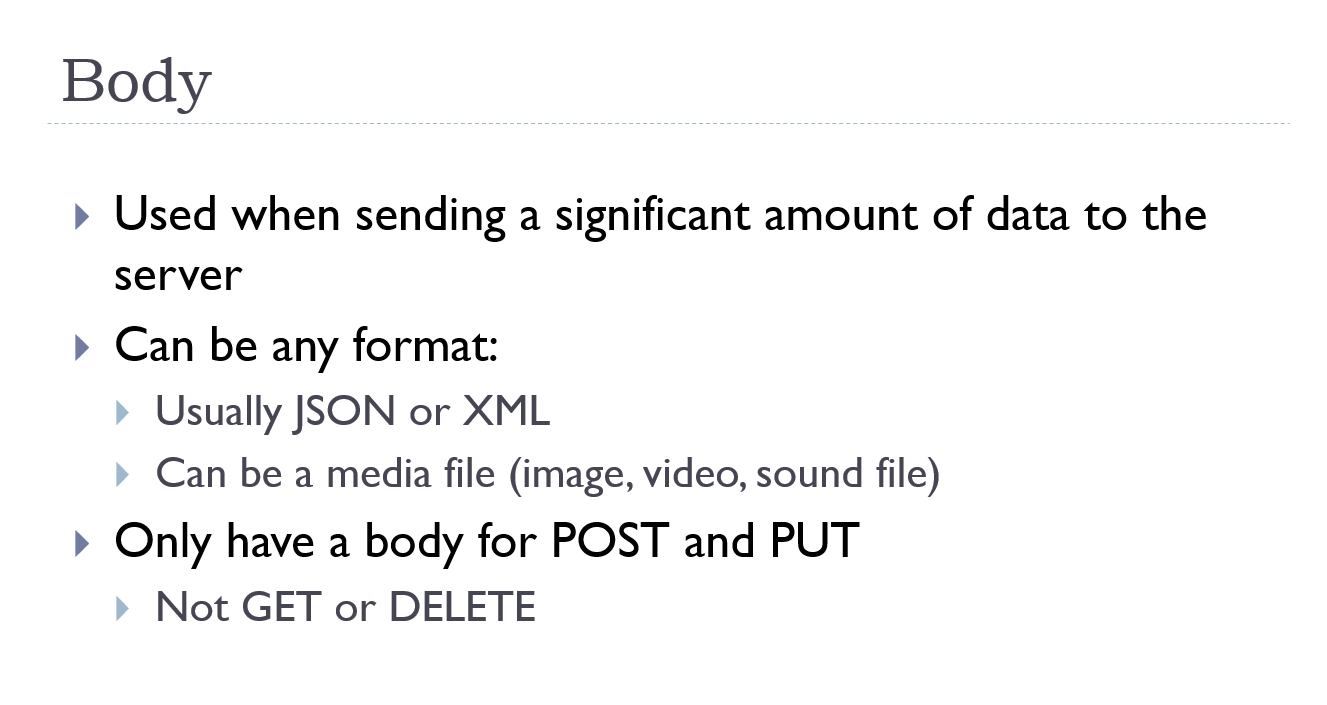 Body
Used when sending a significant amount of data to the
server
Can be any format:
Usually JSON or XML
Can be a media file (image, video, sound file)
Only have a body for POST and PUT
Not GET or DELETE